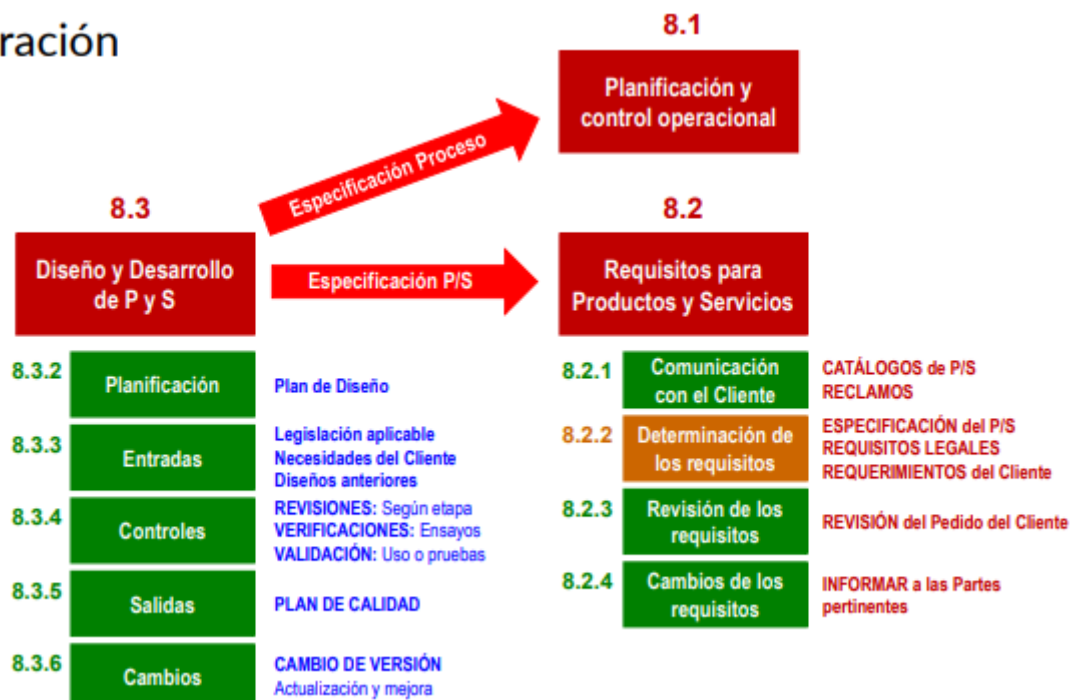 ración
8.1
Planificación y
control operacional
Especificación Proceso
8.3
Diseño y Desarrollo
de P y S
Especificación P/S
8.2
Requisitos para
Productos y Servicios
8.3.2
Planificación
Plan de Diseño
8.3.3
Entradas
Legislación aplicable
Necesidades del Cliente
Diseños anteriores
8.3.4
Controles
REVISIONES: Según etapa
VERIFICACIONES: Ensayos
VALIDACIÓN: Uso o pruebas
8.3.5
Salidas
PLAN DE CALIDAD
8.3.6
Cambios
CAMBIO DE VERSIÓN
Actualización y mejora
8.2.1
Comunicación
con el Cliente
CATÁLOGOS de P/S
RECLAMOS
8.2.2
Determinación de
los requisitos
ESPECIFICACIÓN del P/S
REQUISITOS LEGALES
REQUERIMIENTOS del Cliente
8.2.3
Revisión de los
requisitos
REVISIÓN del Pedido del Cliente
8.2.4
Cambios de los
requisitos
INFORMAR a las Partes
pertinentes